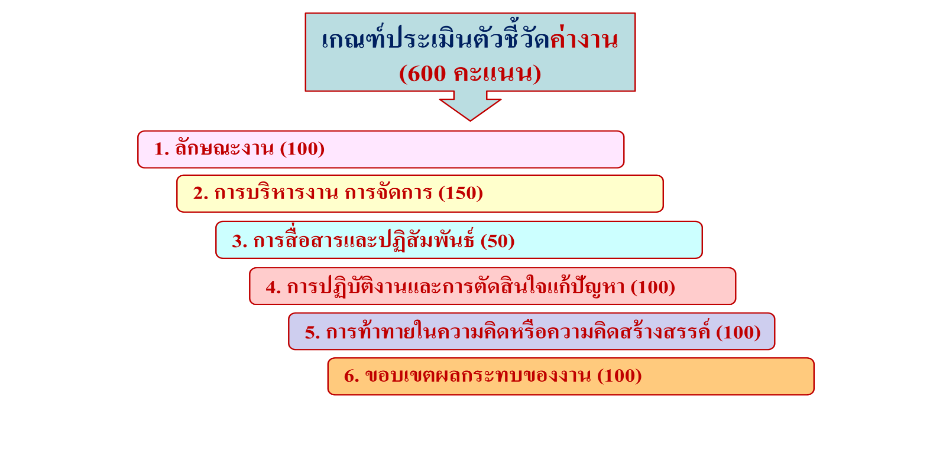 เกณฑ์ประเมินตัวชี้วัดค่างาน
(600 คะแนน)
1. ลักษณะงาน (100)
2. การบริหารงาน การจัดการ (150)
3. การสื่อสารและปฏิสัมพันธ์ (50)
4. การปฏิบัติงานและการตัดสินใจแก้ปัญหา (100)
5. การท้าทายในความคิดหรือความคิดสร้างสรรค์ (100)
6. ขอบเขตผลกระทบของงาน (100)